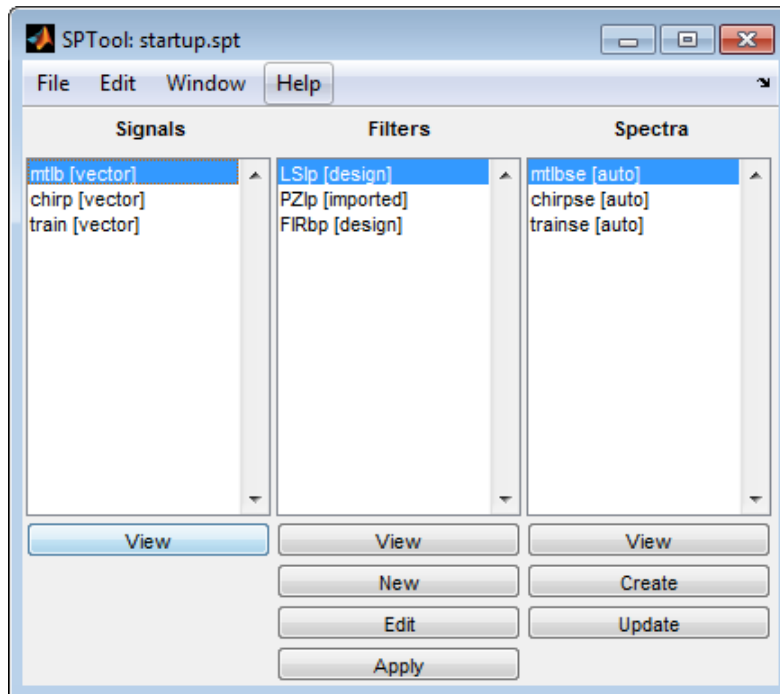 SPTool: startup.spt
File Edit Window Help
Signals Filters Spectra
mtlb [vector] LSlp [design] mtlbse [auto]
chirp [vector] PZlp [imported] chirpse [auto]
train [vector] FIRbp [design] trainse [auto]
View View View
New Create
Edit Update
Apply